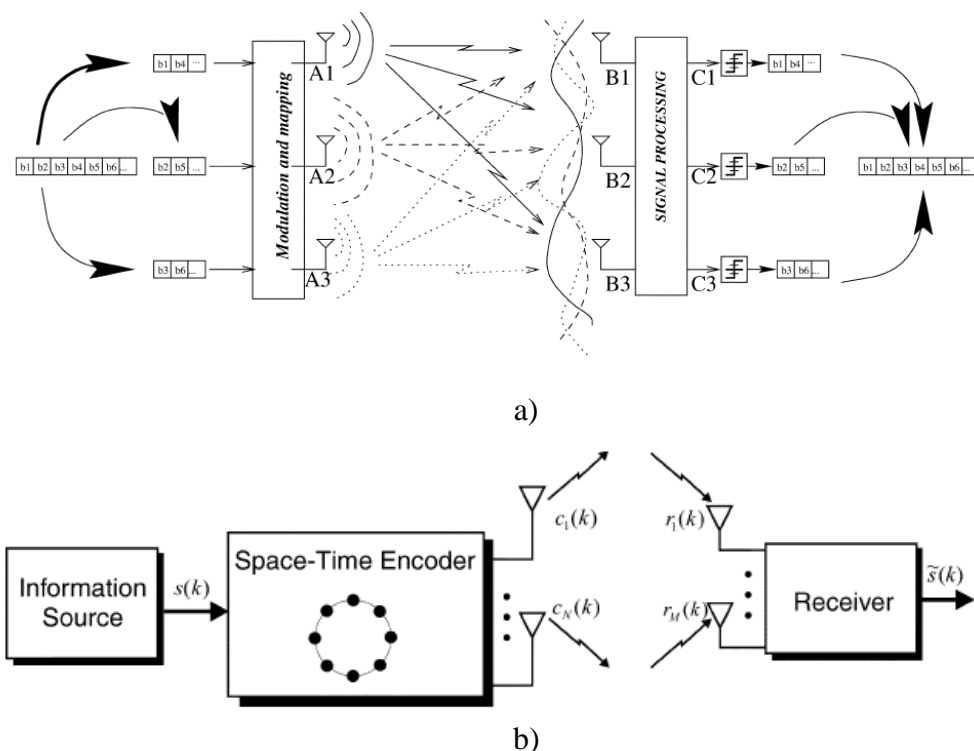 b1 b4 ...
A1
B1
C1
b1 b4 ...
b1 b2 b3 b4 b5 b6 ...
b2 b5 ...
Modulation and mapping
A2
B2
SIGNAL PROCESSING
C2
b2 b5 ...
b1 b2 b3 b4 b5 b6 ...
b3 b6 ...
A3
B3
C3
b3 b6 ...
a)
Information
Source
s(k)
Space-Time Encoder
c₁(k)
c_N(k)
r₁(k)
r_M(k)
Receiver
s̃(k)
b)